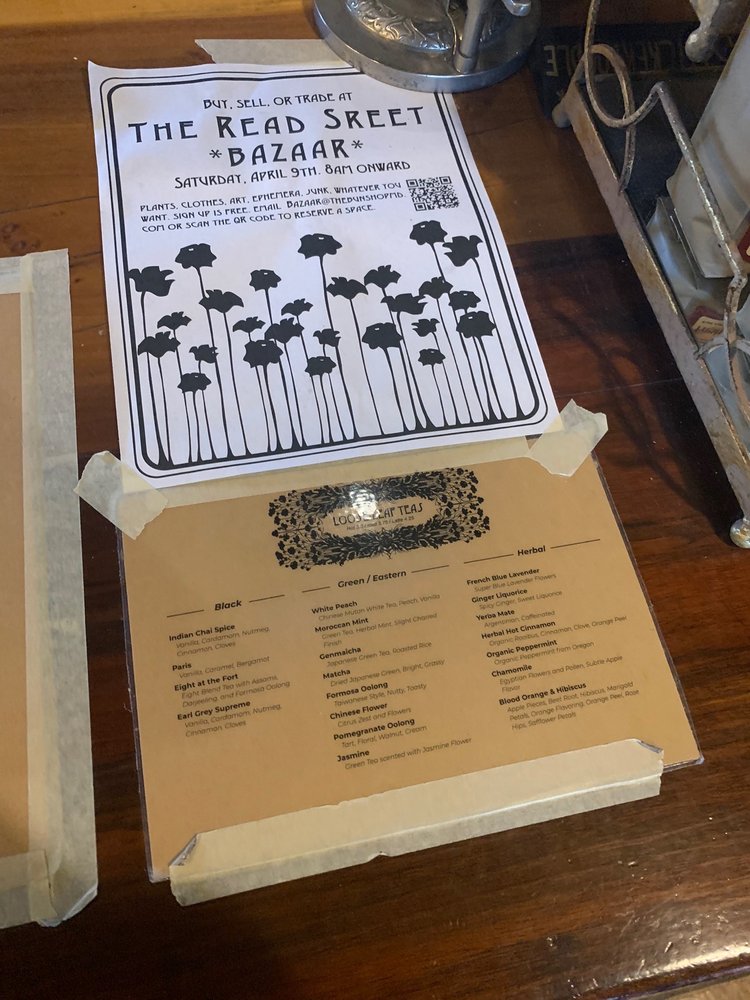 BUY, SELL, OR TRADE AT
THE READ SREET
*BAZAAR*
SATURDAY, APRIL 9TH. 8AM ONWARD
PLANTS, CLOTHES, ART, EPHEMERA, JUNK, WHATEVER YOU
WANT. SIGN UP IS FREE. EMAIL BAZAAR@THEBUNSHOPMD.
COM OR SCAN THE QR CODE TO RESERVE A SPACE.
LOOSE LEAF TEAS
Black
Indian Chai Spice
Vanilla, Cardamom, Nutmeg,
Cinnamon, Cloves
Paris
Vanilla, Caramel, Bergamot
Eight at the Fort
Eight Blend Tea with Assams,
Darjeeling, and Formosa Oolong
Earl Grey Supreme
Vanilla, Cardamom, Nutmeg,
Cinnamon, Cloves
Green / Eastern
White Peach
Chinese Mutan White Tea, Peach, Vanilla
Moroccan Mint
Green Tea, Herbal Mint, Slight Charred
Finish
Genmaicha
Japanese Green Tea, Roasted Rice
Matcha
Dried Japanese Green, Bright, Grassy
Formosa Oolong
Taiwanese Style, Nutty, Toasty
Chinese Flower
Citrus Zest and Flowers
Pomegranate Oolong
Tart, Floral, Walnut, Cream
Jasmine
Green Tea scented with Jasmine Flower
Herbal
French Blue Lavender
Super Blue Lavender Flowers
Ginger Liquorice
Spicy Ginger, Sweet Liquorice
Yerba Mate
Argentinian, Caffeinated
Herbal Hot Cinnamon
Organic Rooibus, Cinnamon, Clove, Orange Peel
Organic Peppermint
Organic Peppermint from Oregon
Chamomile
Egyptian Flowers and Pollen, Subtle Apple
Flavor
Blood Orange & Hibiscus
Apple Pieces, Beet Root, Hibiscus, Marigold
Petals, Orange Flavoring, Orange Peel, Rose
Hips, Safflower Petals